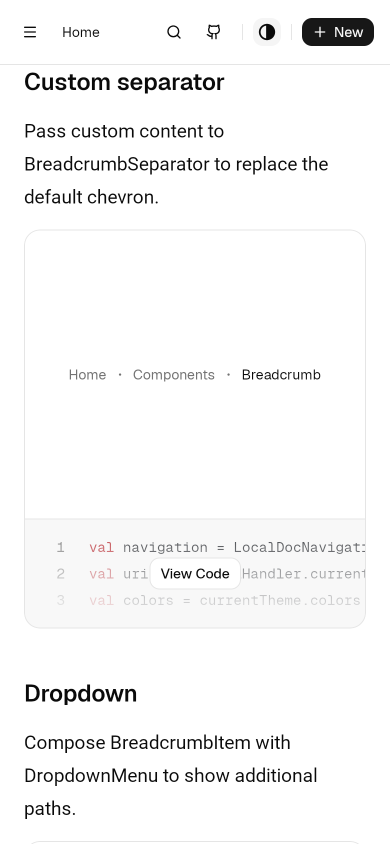 Home
New
Custom separator
Pass custom content to
BreadcrumbSeparator to replace the
default chevron.
Home · Components · Breadcrumb
1 val navigation = LocalDocNavigati
2 val uri Handler.current
View Code
3 val colors = currentTheme.colors
Dropdown
Compose BreadcrumbItem with
DropdownMenu to show additional
paths.